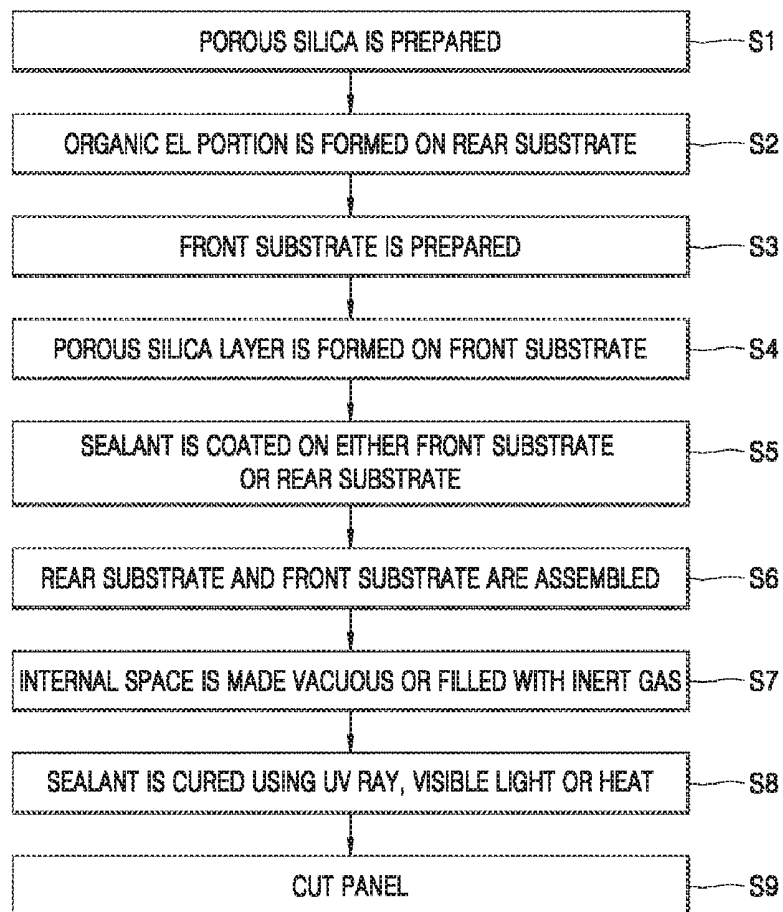 POROUS SILICA IS PREPARED S1
ORGANIC EL PORTION IS FORMED ON REAR SUBSTRATE S2
FRONT SUBSTRATE IS PREPARED S3
POROUS SILICA LAYER IS FORMED ON FRONT SUBSTRATE S4
SEALANT IS COATED ON EITHER FRONT SUBSTRATE
OR REAR SUBSTRATE S5
REAR SUBSTRATE AND FRONT SUBSTRATE ARE ASSEMBLED S6
INTERNAL SPACE IS MADE VACUOUS OR FILLED WITH INERT GAS S7
SEALANT IS CURED USING UV RAY, VISIBLE LIGHT OR HEAT S8
CUT PANEL S9